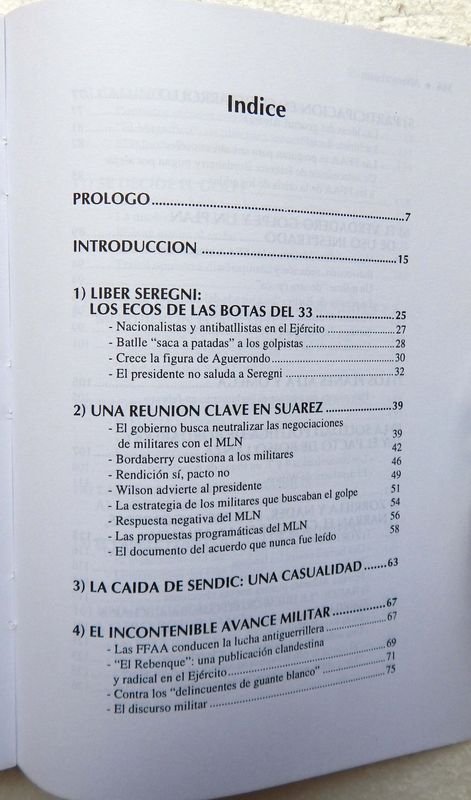 Indice
PROLOGO 7
INTRODUCCION 15
1) LIBER SEREGNI:
LOS ECOS DE LAS BOTAS DEL 33 25
- Nacionalistas y antibatllistas en el Ejército 27
- Batlle "saca a patadas" a los golpistas 28
- Crece la figura de Aguerrondo 30
- El presidente no saluda a Seregni 32
2) UNA REUNION CLAVE EN SUAREZ 39
- El gobierno busca neutralizar las negociaciones
de militares con el MLN 39
- Bordaberry cuestiona a los militares 42
- Rendición sí, pacto no 46
- Wilson advierte al presidente 49
- La estrategia de los militares que buscaban el golpe 51
- Respuesta negativa del MLN 54
- Las propuestas programáticas del MLN 56
- El documento del acuerdo que nunca fue leído 58
3) LA CAIDA DE SENDIC: UNA CASUALIDAD 63
4) EL INCONTENIBLE AVANCE MILITAR 67
- Las FFAA conducen la lucha antiguerrillera 67
- "El Rebenque": una publicación clandestina
y radical en el Ejército 69
- Contra los "delincuentes de guante blanco" 71
- El discurso militar 75